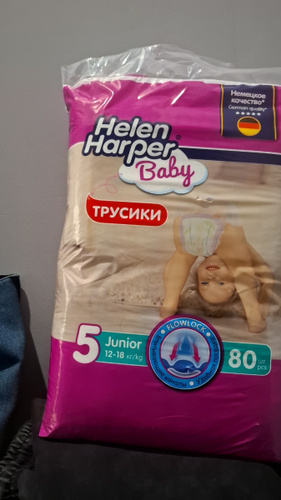 Немецкое
качество*
German quality*
Helen
Harper
Baby
ТРУСИКИ
FLOWLOCK
5 Junior
12-18 кг/kg
80 шт
pcs